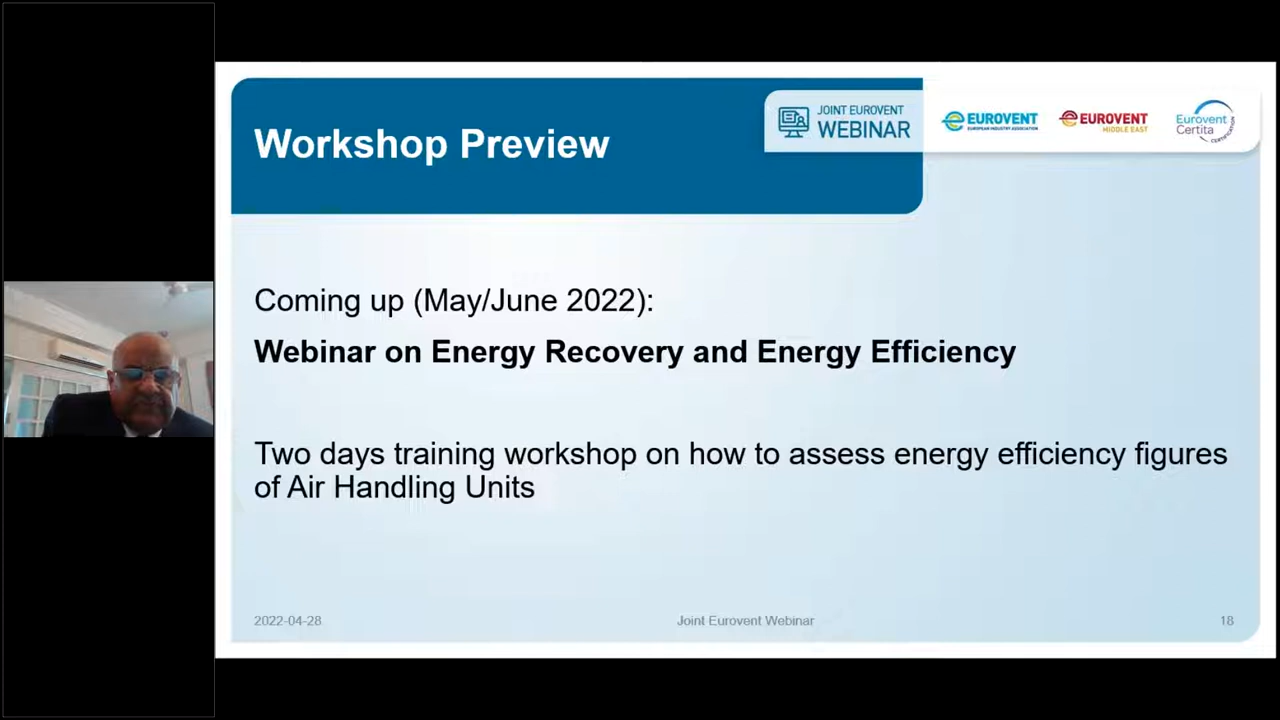 Workshop Preview
JOINT EUROVENT
WEBINAR
EUROVENT
EUROPEAN INDUSTRY ASSOCIATION
EUROVENT
MIDDLE EAST
Eurovent
Certita
CERTIFICATION
Coming up (May/June 2022):
Webinar on Energy Recovery and Energy Efficiency
Two days training workshop on how to assess energy efficiency figures
of Air Handling Units
2022-04-28
Joint Eurovent Webinar
18